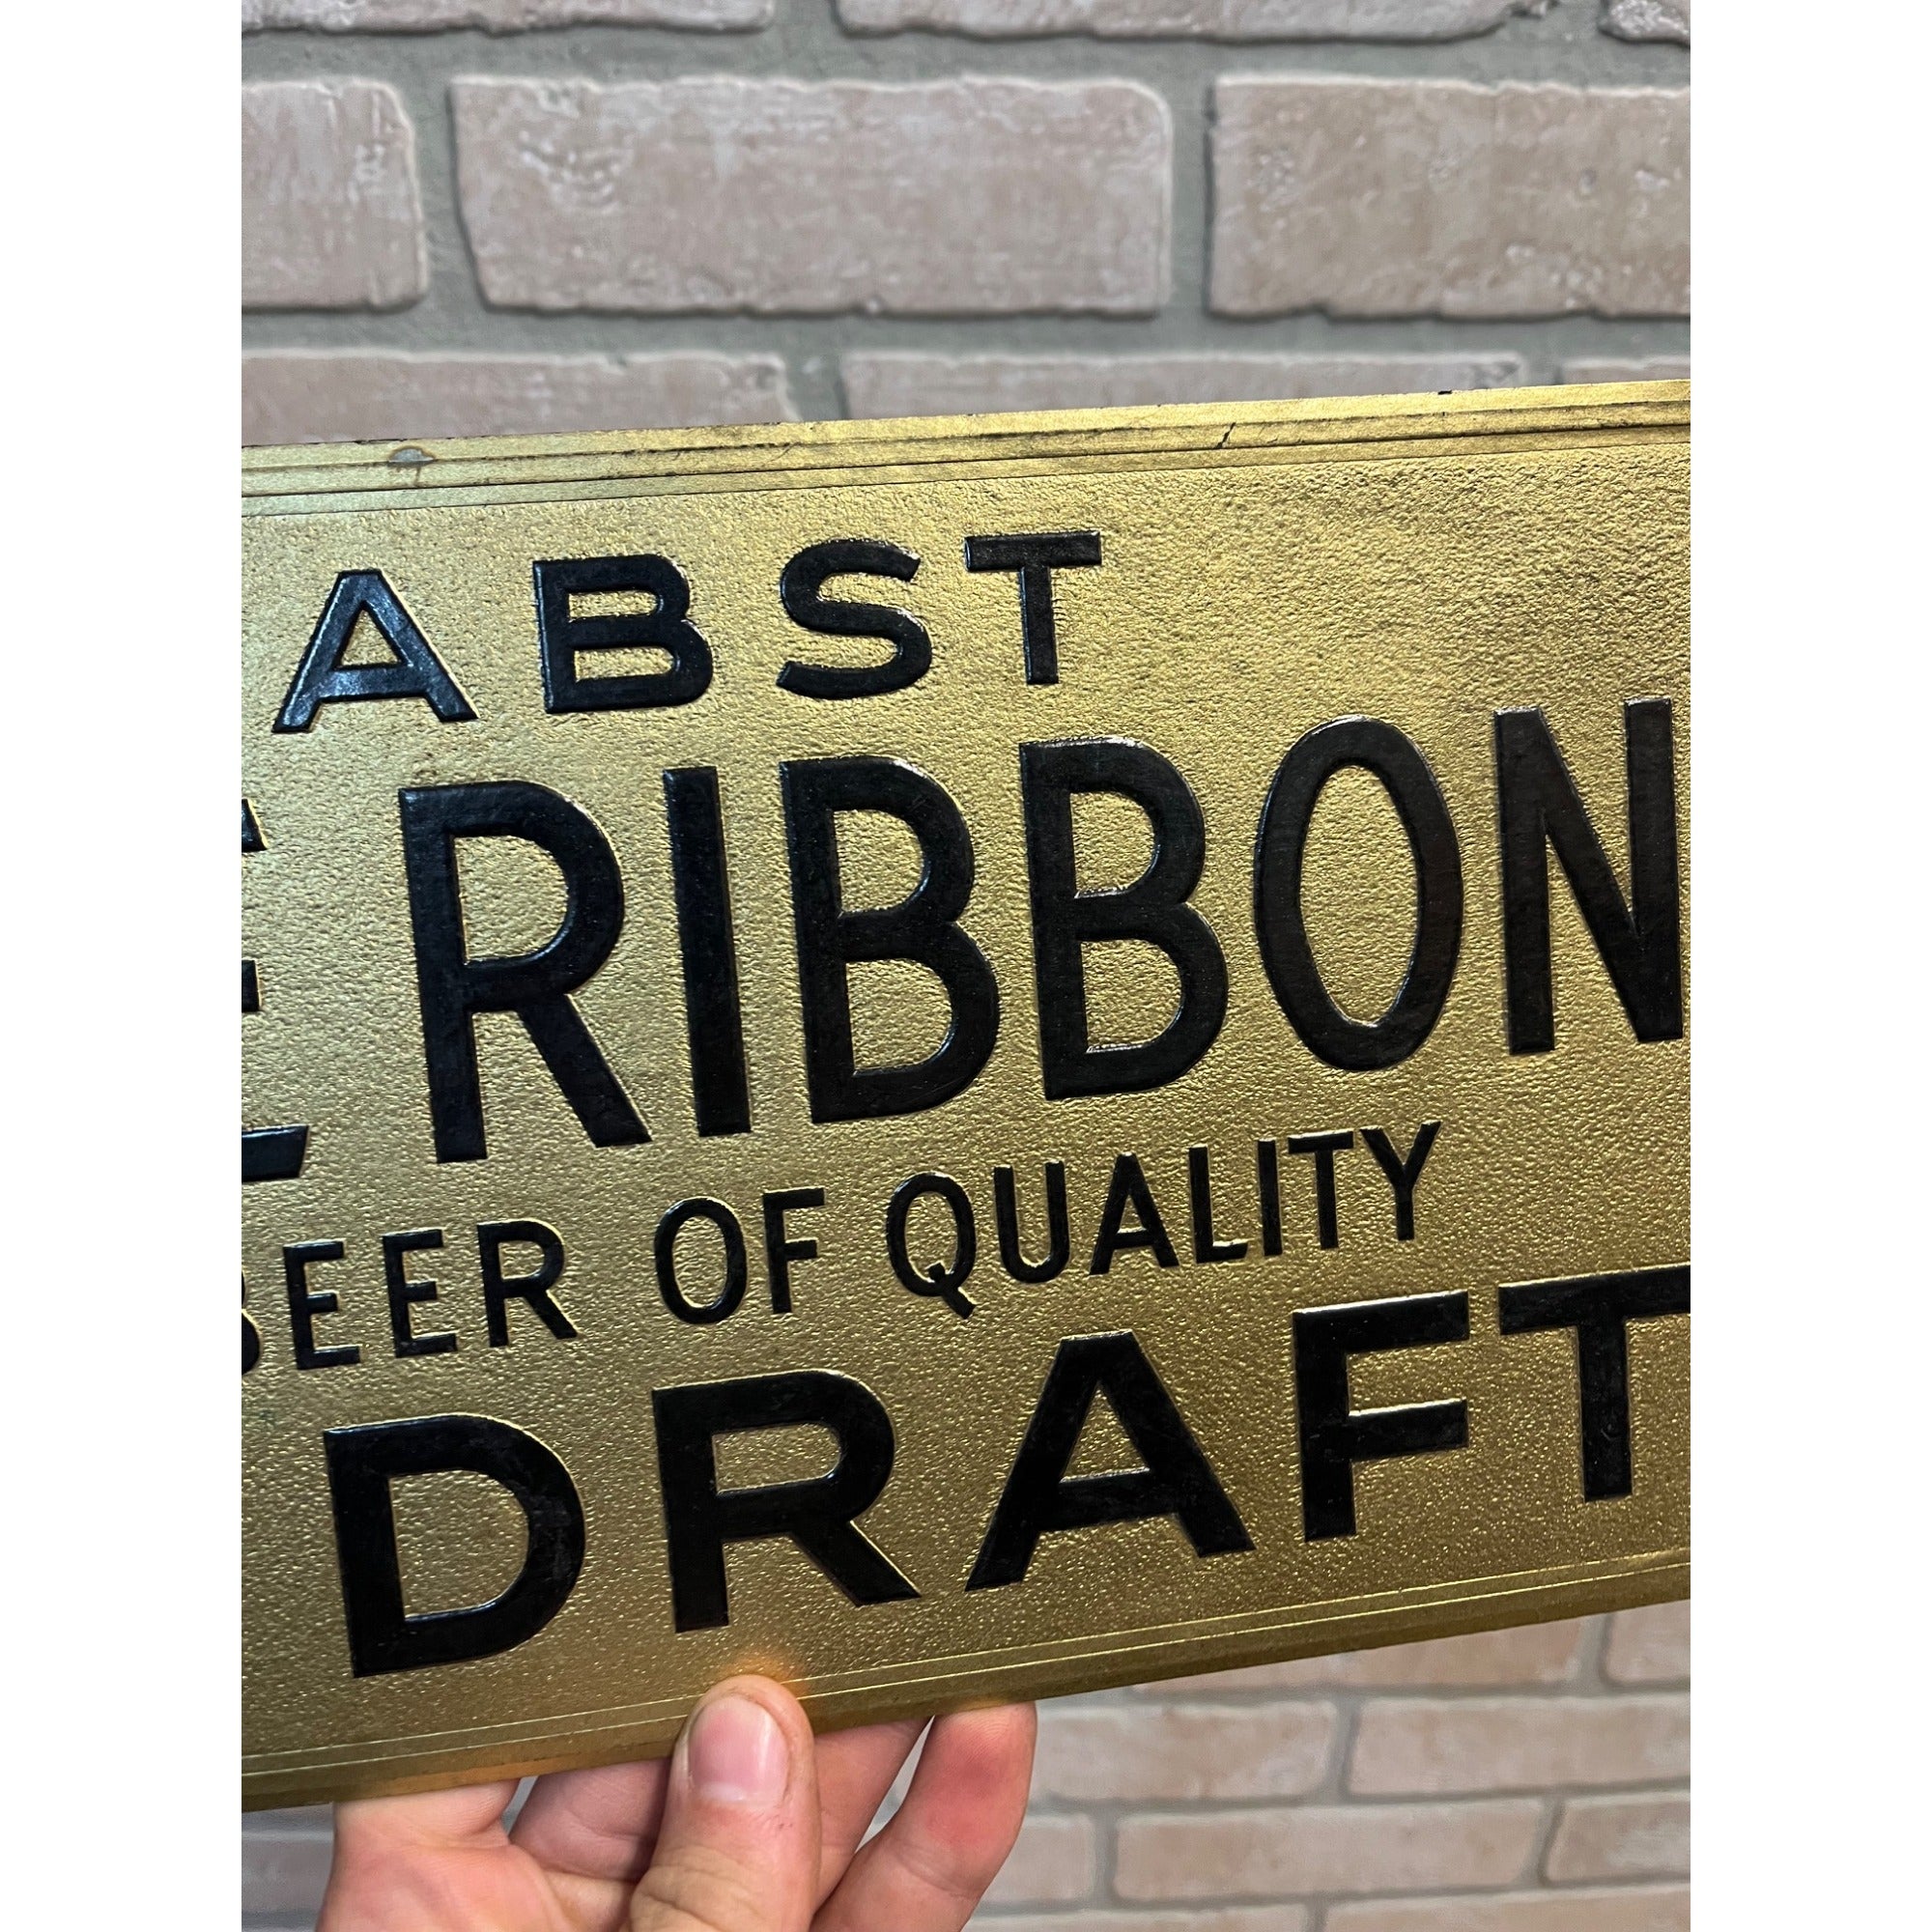 ABST
E RIBBON
BEER OF QUALITY
DRAFT